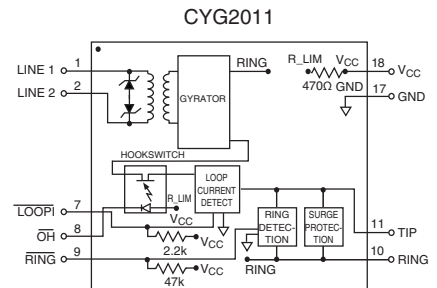 CYG2011
LINE 1 1
LINE 2 2
GYRATOR
RING
R_LIM VCC
470Ω GND
18 VCC
17 GND
HOOKSWITCH
R_LIM
LOOP
CURRENT
DETECT
LOOPI 7
VCC
OH 8
2.2k VCC
RING 9
47k VCC
RING
DETEC-
TION
SURGE
PROTEC-
TION
11 TIP
10 RING
RING